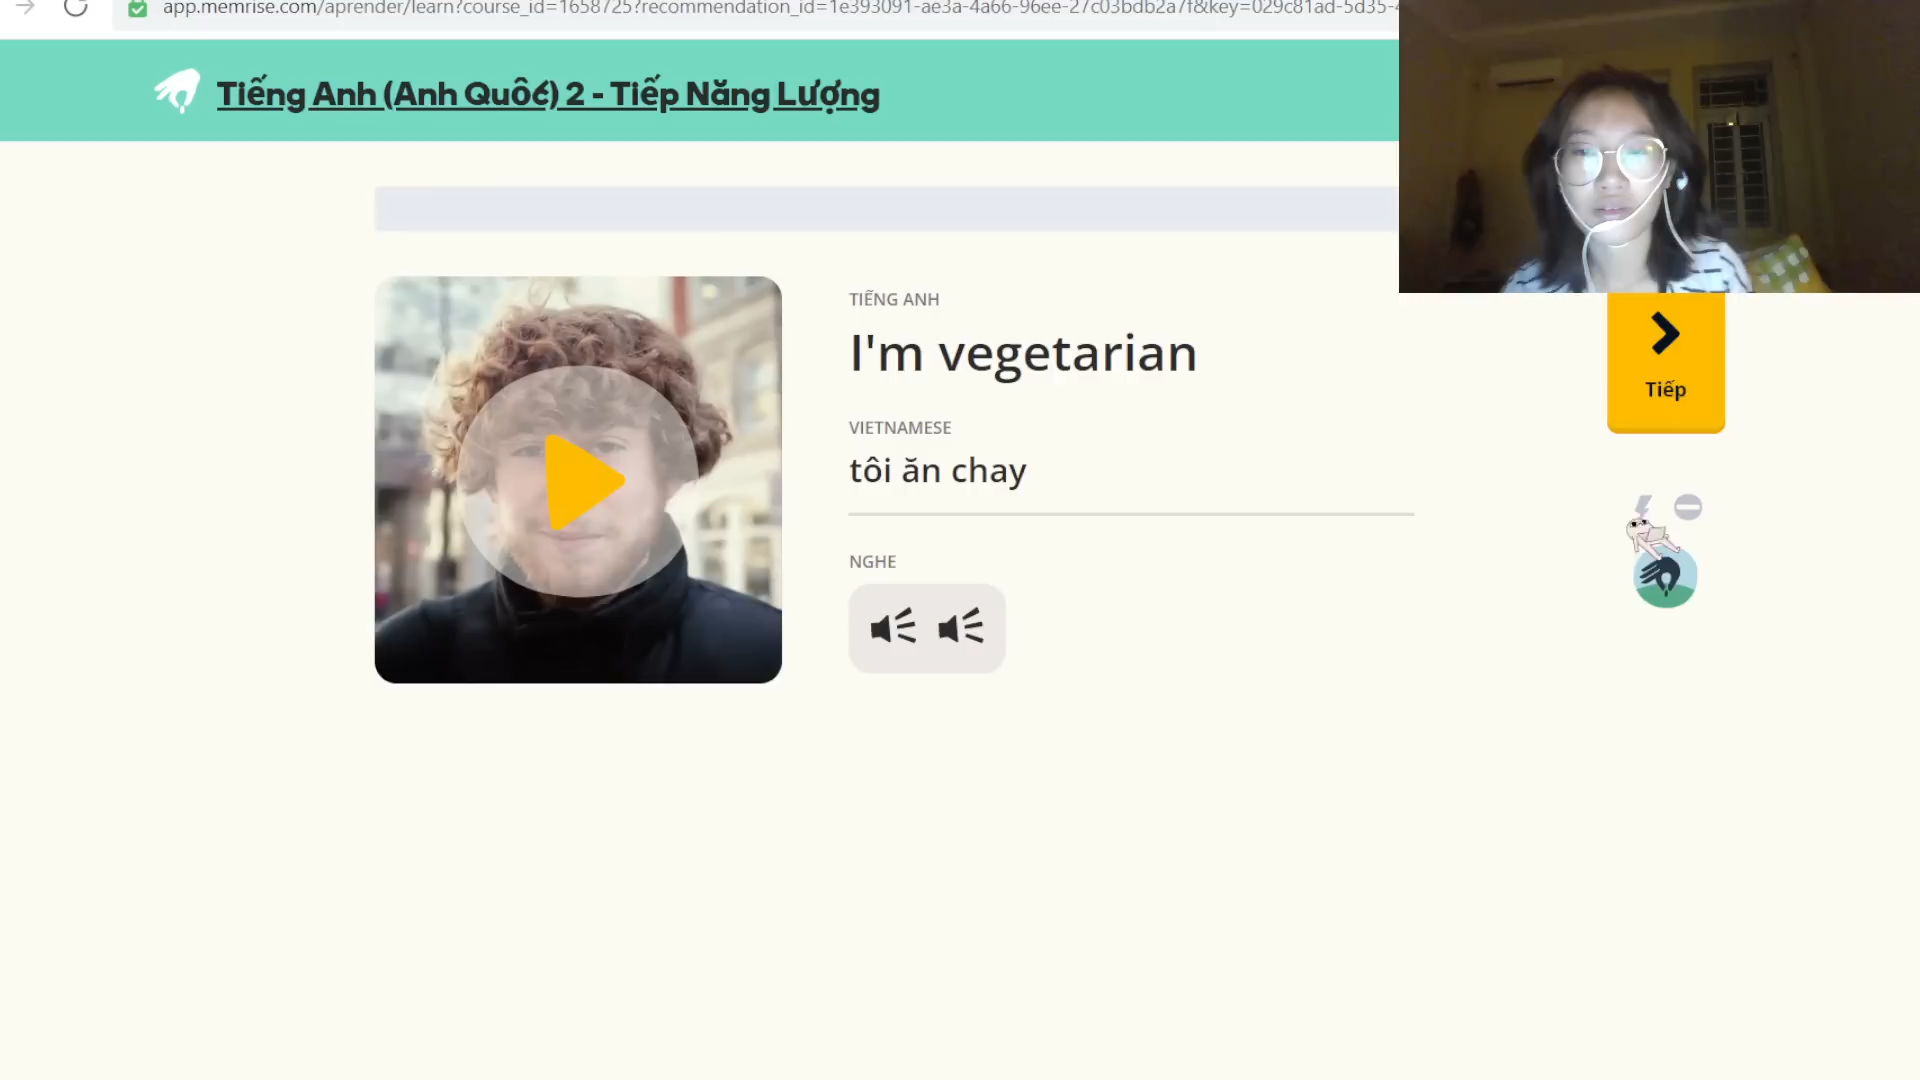 app.memrise.com/aprender/learn?course_id=1658725?recommendation_id=1e393091-ae3a-4a66-96ee-27c03bdb2a7f&key=029c81ad-5d35-4
Tiếng Anh (Anh Quốc) 2 - Tiếp Năng Lượng
TIẾNG ANH
I'm vegetarian
VIETNAMESE
tôi ăn chay
NGHE
Tiếp